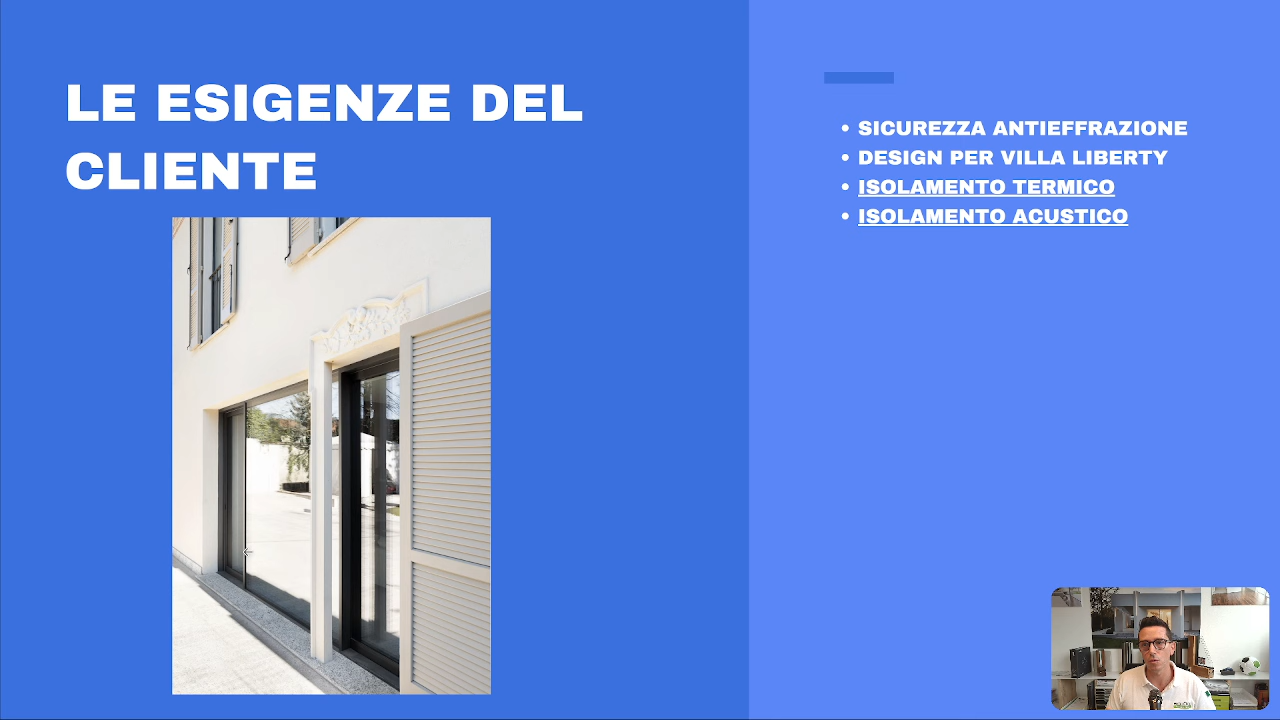 LE ESIGENZE DEL
CLIENTE
• SICUREZZA ANTIEFFRAZIONE
• DESIGN PER VILLA LIBERTY
• ISOLAMENTO TERMICO
• ISOLAMENTO ACUSTICO